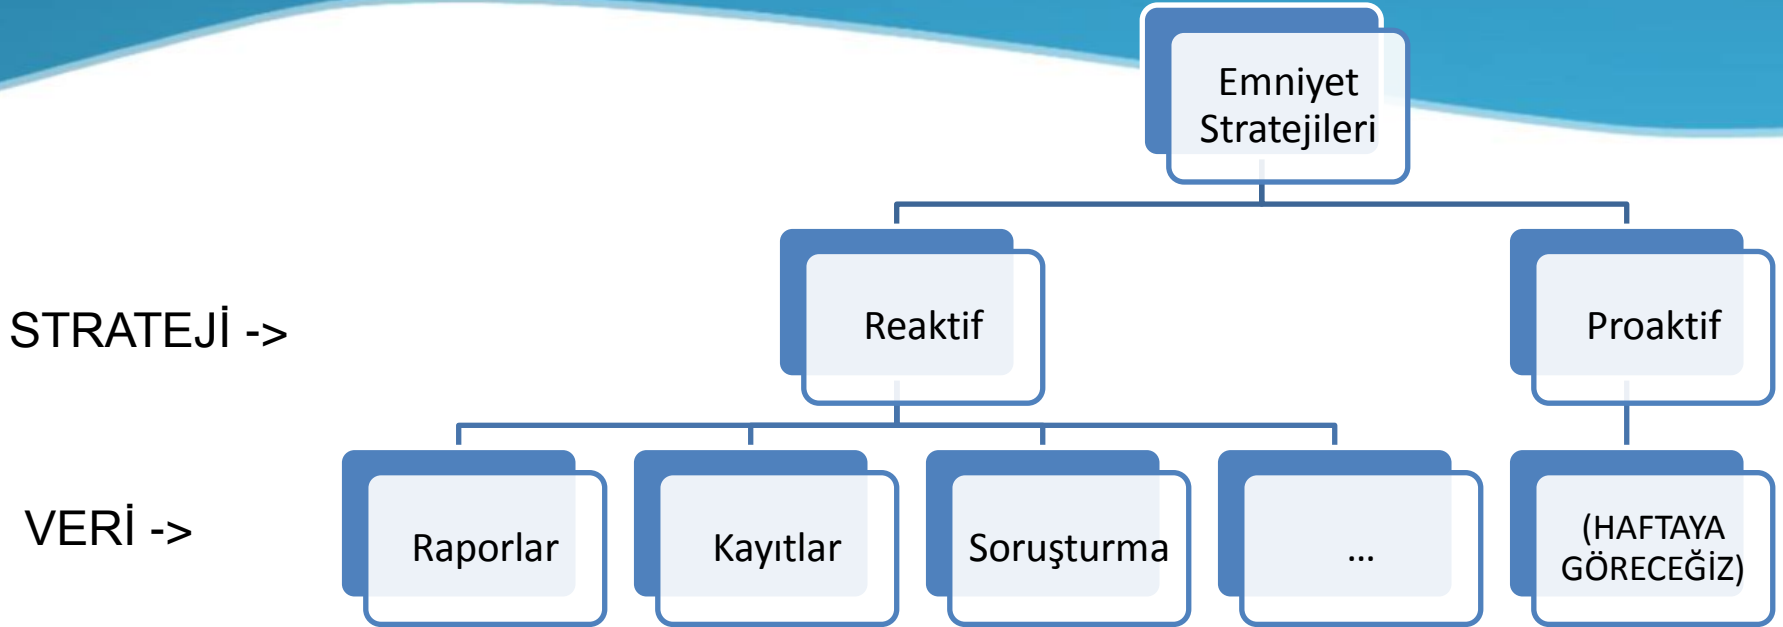 Emniyet
Stratejileri
STRATEJİ ->
Reaktif
Proaktif
VERİ ->
Raporlar
Kayıtlar
Soruşturma
...
(HAFTAYA
GÖRECEĞİZ)